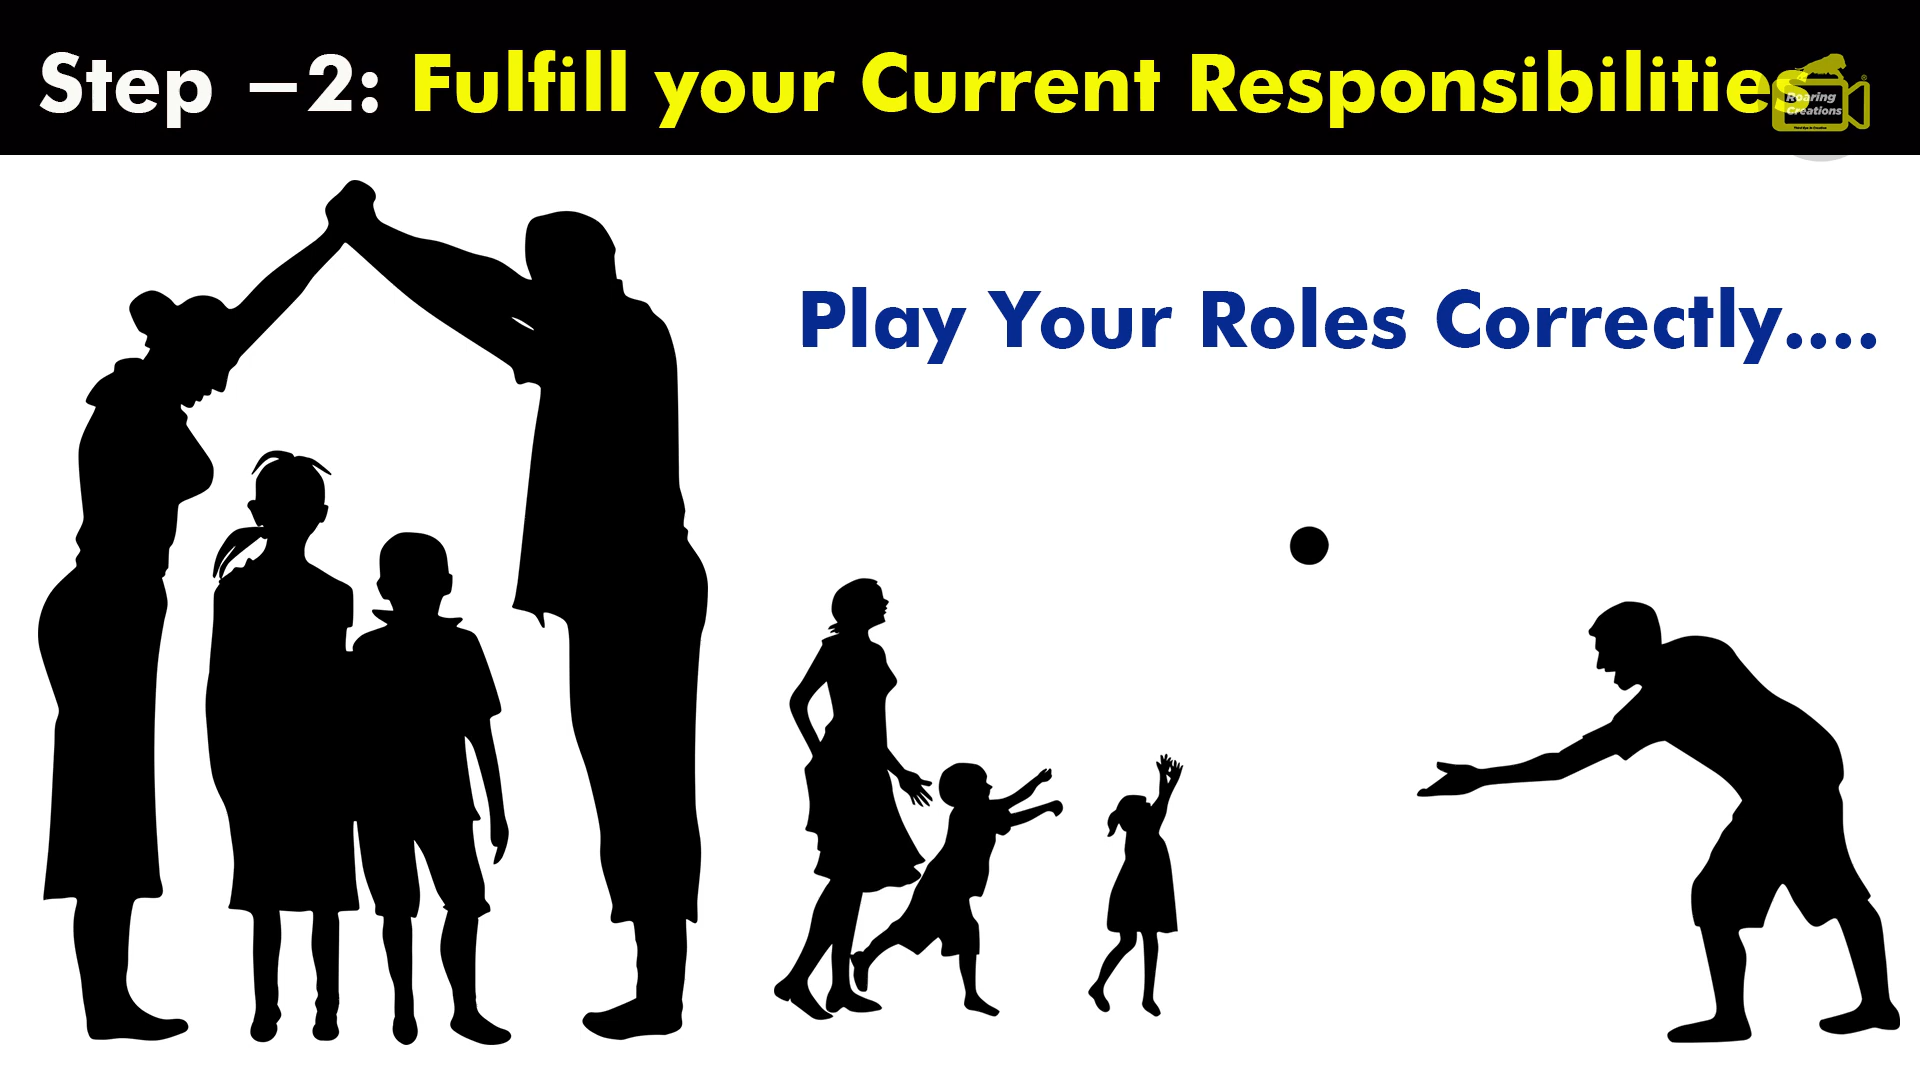 Step –2: Fulfill your Current Responsibilities
Roaring
Creations
Play Your Roles Correctly....